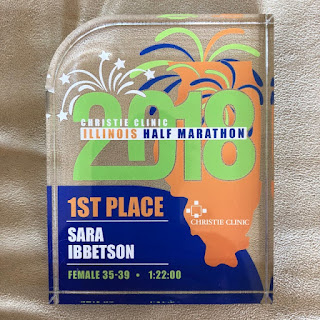 2018
CHRISTIE CLINIC
ILLINOIS HALF MARATHON
1ST PLACE
SARA
IBBETSON
FEMALE 35-39 • 1:22:00
CHRISTIE CLINIC